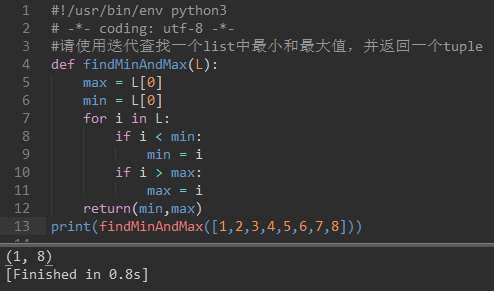 1 #!/usr/bin/env python3
2 # -*- coding: utf-8 -*-
3 #请使用迭代查找一个list中最小和最大值，并返回一个tuple
4 def findMinAndMax(L):
5     max = L[0]
6     min = L[0]
7     for i in L:
8         if i < min:
9             min = i
10         if i > max:
11             max = i
12     return(min,max)
13 print(findMinAndMax([1,2,3,4,5,6,7,8]))
(1, 8)
[Finished in 0.8s]